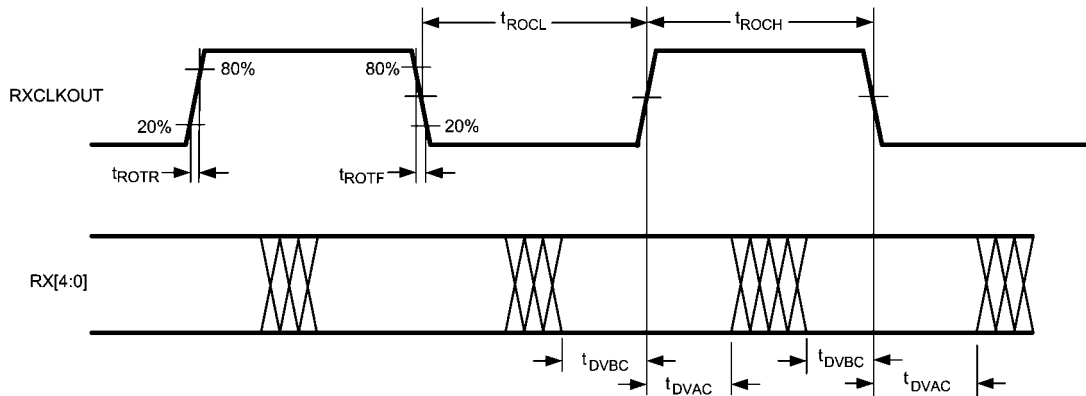 tROCL
tROCH
80%
80%
RXCLKOUT
20%
20%
tROTR
tROTF
RX[4:0]
tDVBC
tDVBC
tDVAC
tDVAC